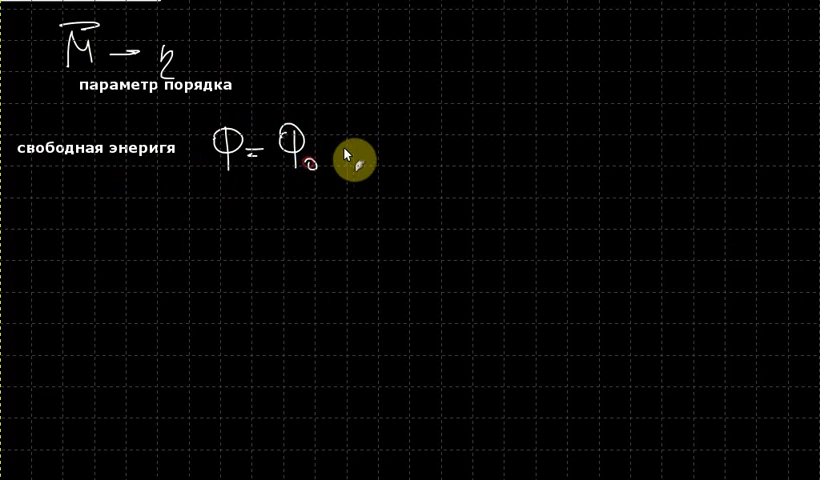 M̅ → η
параметр порядка
свободная энеригя Φ = Φ₀